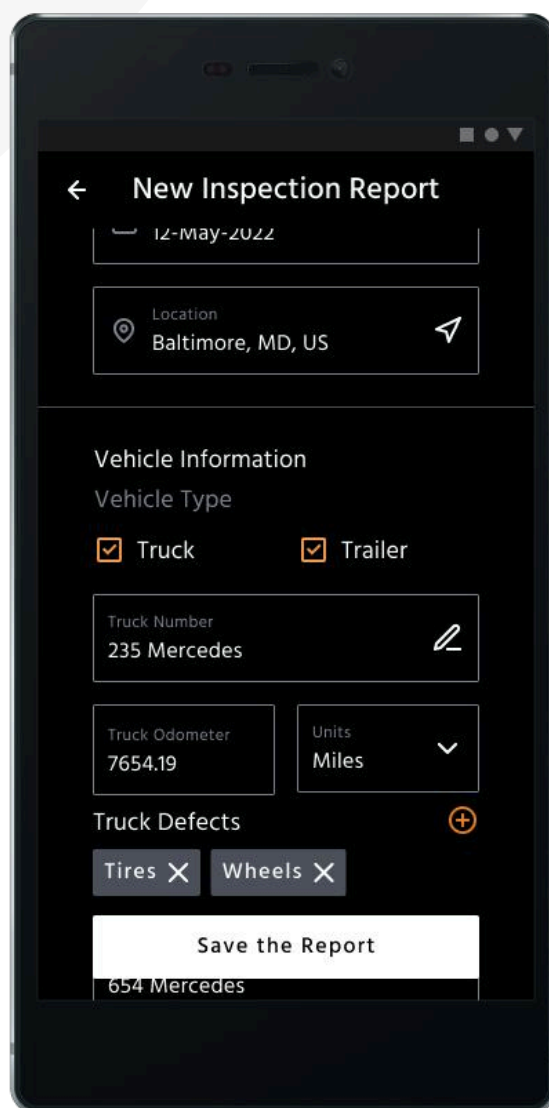 New Inspection Report
12-May-2022
Location
Baltimore, MD, US
Vehicle Information
Vehicle Type
Truck
Trailer
Truck Number
235 Mercedes
Truck Odometer
7654.19
Units
Miles
Truck Defects
Tires
Wheels
Save the Report
654 Mercedes